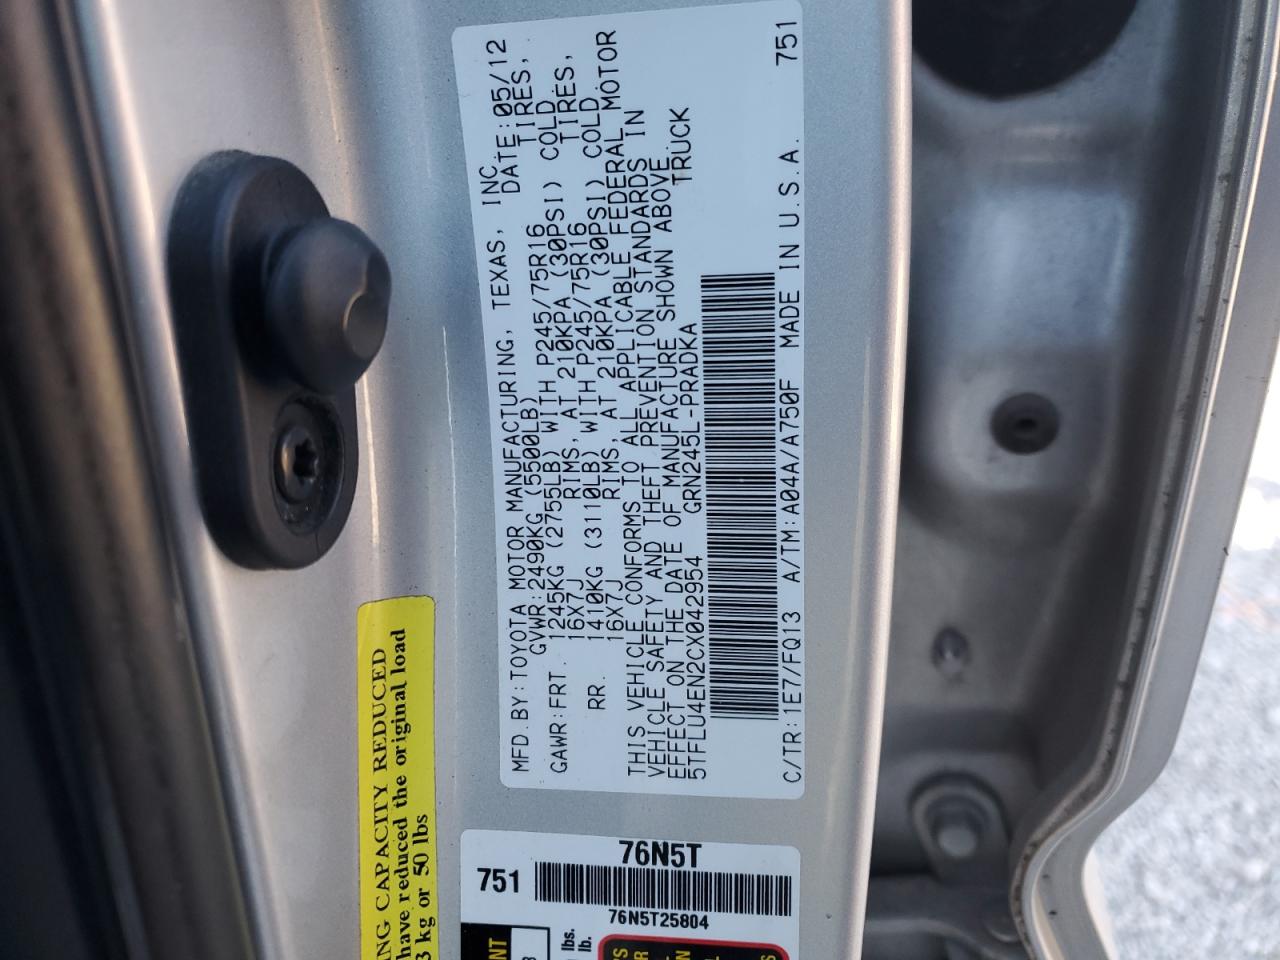 MFD.BY:TOYOTA MOTOR MANUFACTURING, TEXAS, INC.
GVWR:2490KG (5500LB) DATE:05/12
GAWR:FRT. 1245KG (2755LB) WITH P245/75R16 TIRES,
16X7J RIMS, AT 210KPA (30PSI) COLD.
RR. 1410KG (3110LB) WITH P245/75R16 TIRES,
16X7J RIMS, AT 210KPA (30PSI) COLD.
THIS VEHICLE CONFORMS TO ALL APPLICABLE FEDERAL MOTOR
VEHICLE SAFETY AND THEFT PREVENTION STANDARDS IN
EFFECT ON THE DATE OF MANUFACTURE SHOWN ABOVE.
5TFLU4EN2CX042954 GRN245L-PRADKA TRUCK
C/TR:1E7/FQ13 A/TM:A04A/A750F MADE IN U.S.A. 751
CAPACITY REDUCED
have reduced the original load
kg or 50 lbs
76N5T
751
76N5T25804
lbs.
lb.